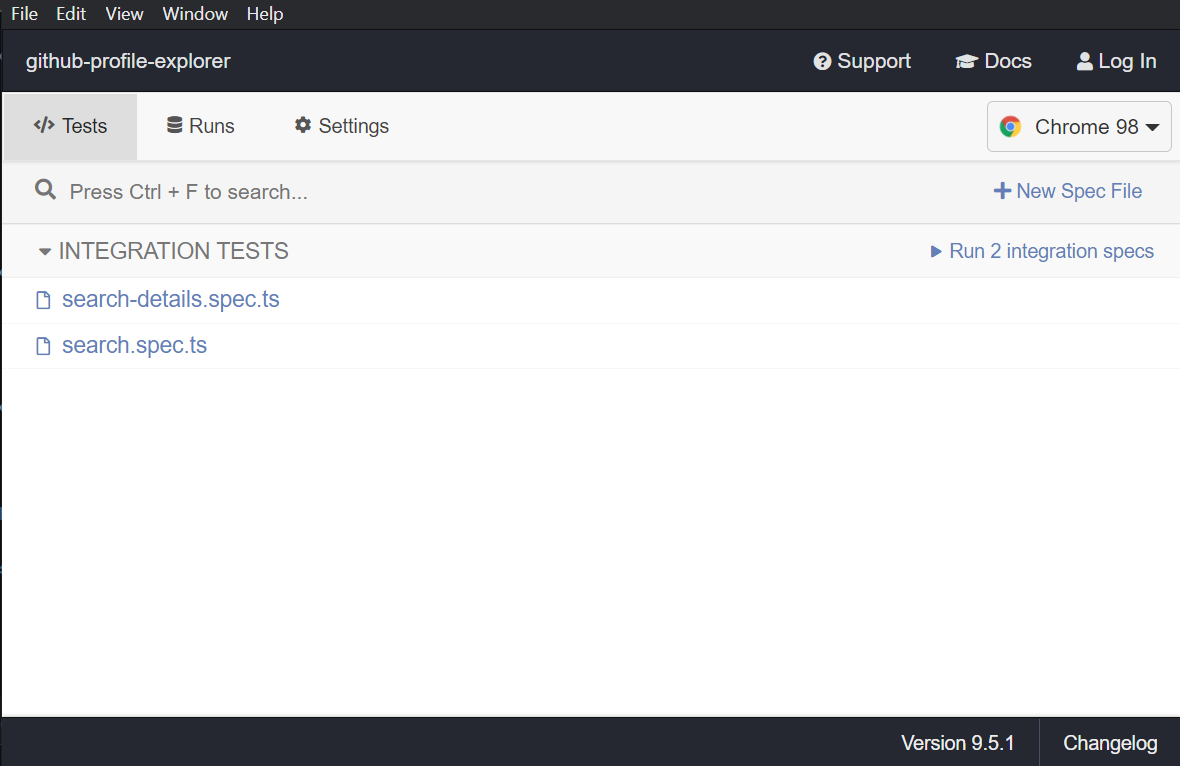 File Edit View Window Help
github-profile-explorer Support Docs Log In
Tests Runs Settings Chrome 98
Press Ctrl + F to search... New Spec File
INTEGRATION TESTS Run 2 integration specs
search-details.spec.ts
search.spec.ts
Version 9.5.1 Changelog